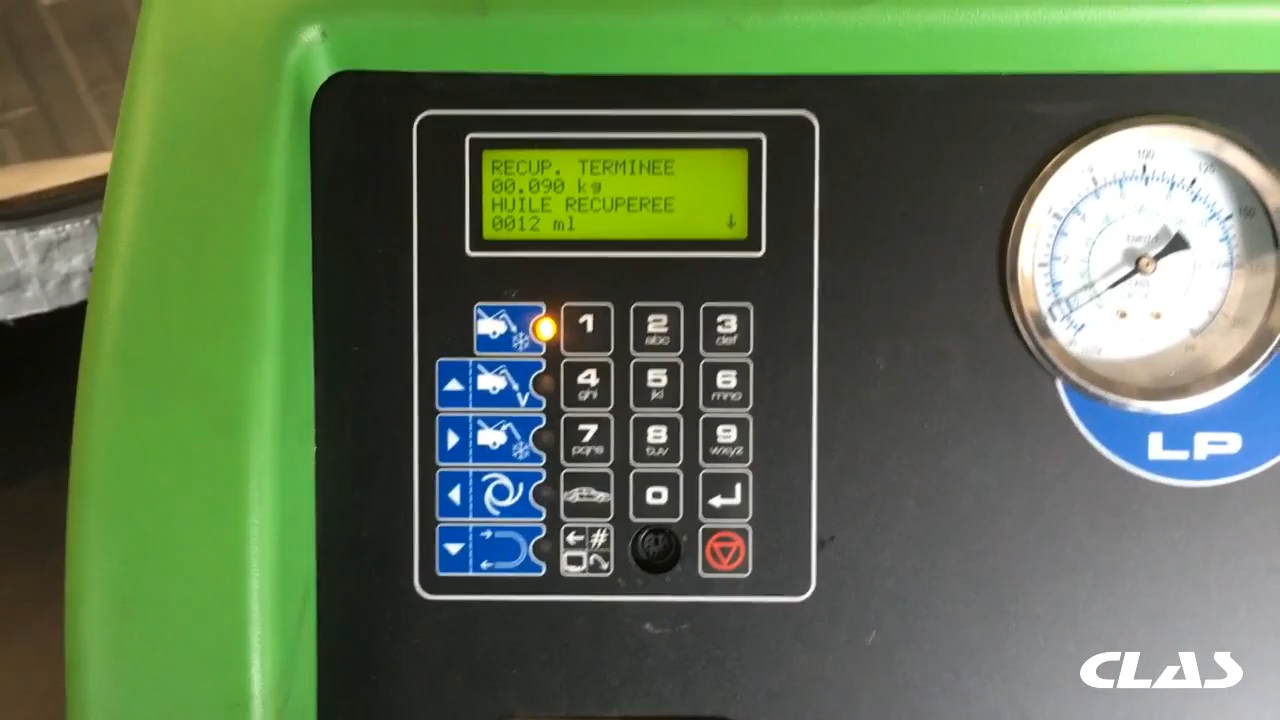 RECUP. TERMINEE
00.090 kg
HUILE RECUPEREE
0012 ml ↓
1 2 abc 3 def
4 ghi 5 jkl 6 mno
7 pqrs 8 tuv 9 wxyz
0
#
100
LP
CLAS